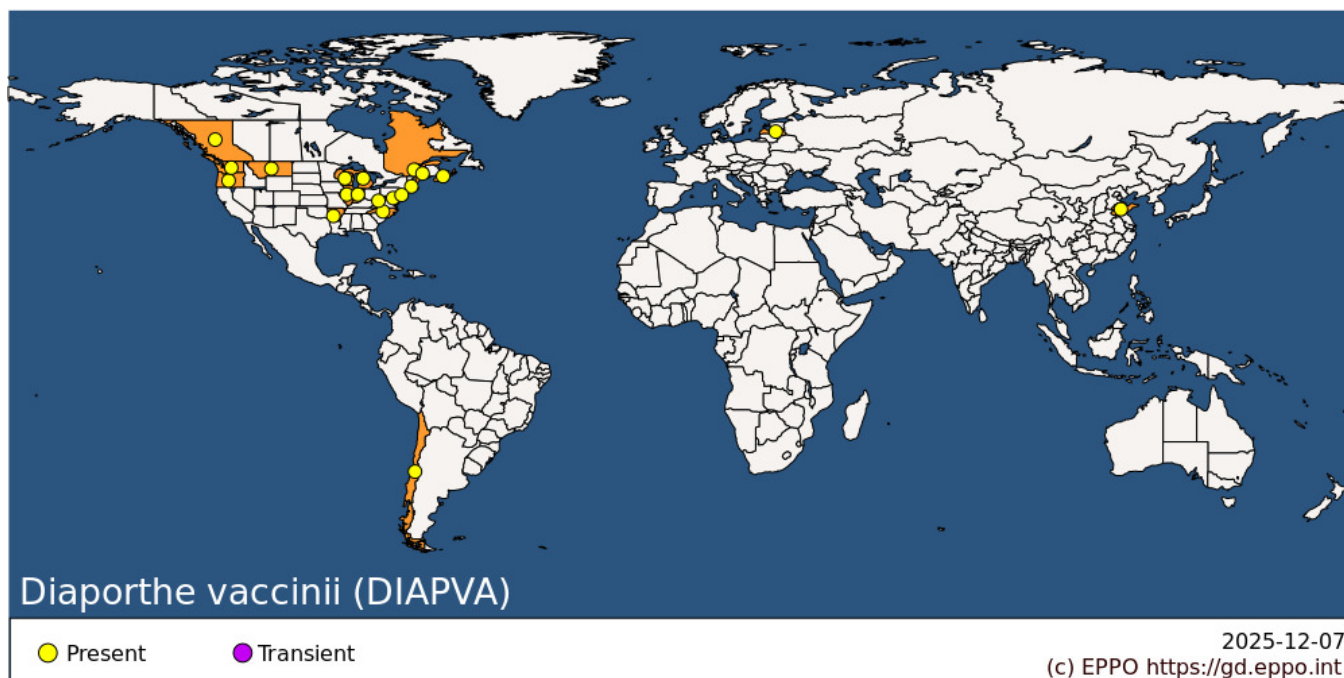 Diaporthe vaccinii (DIAPVA)
Present
Transient
2025-12-07
(c) EPPO https://gd.eppo.int